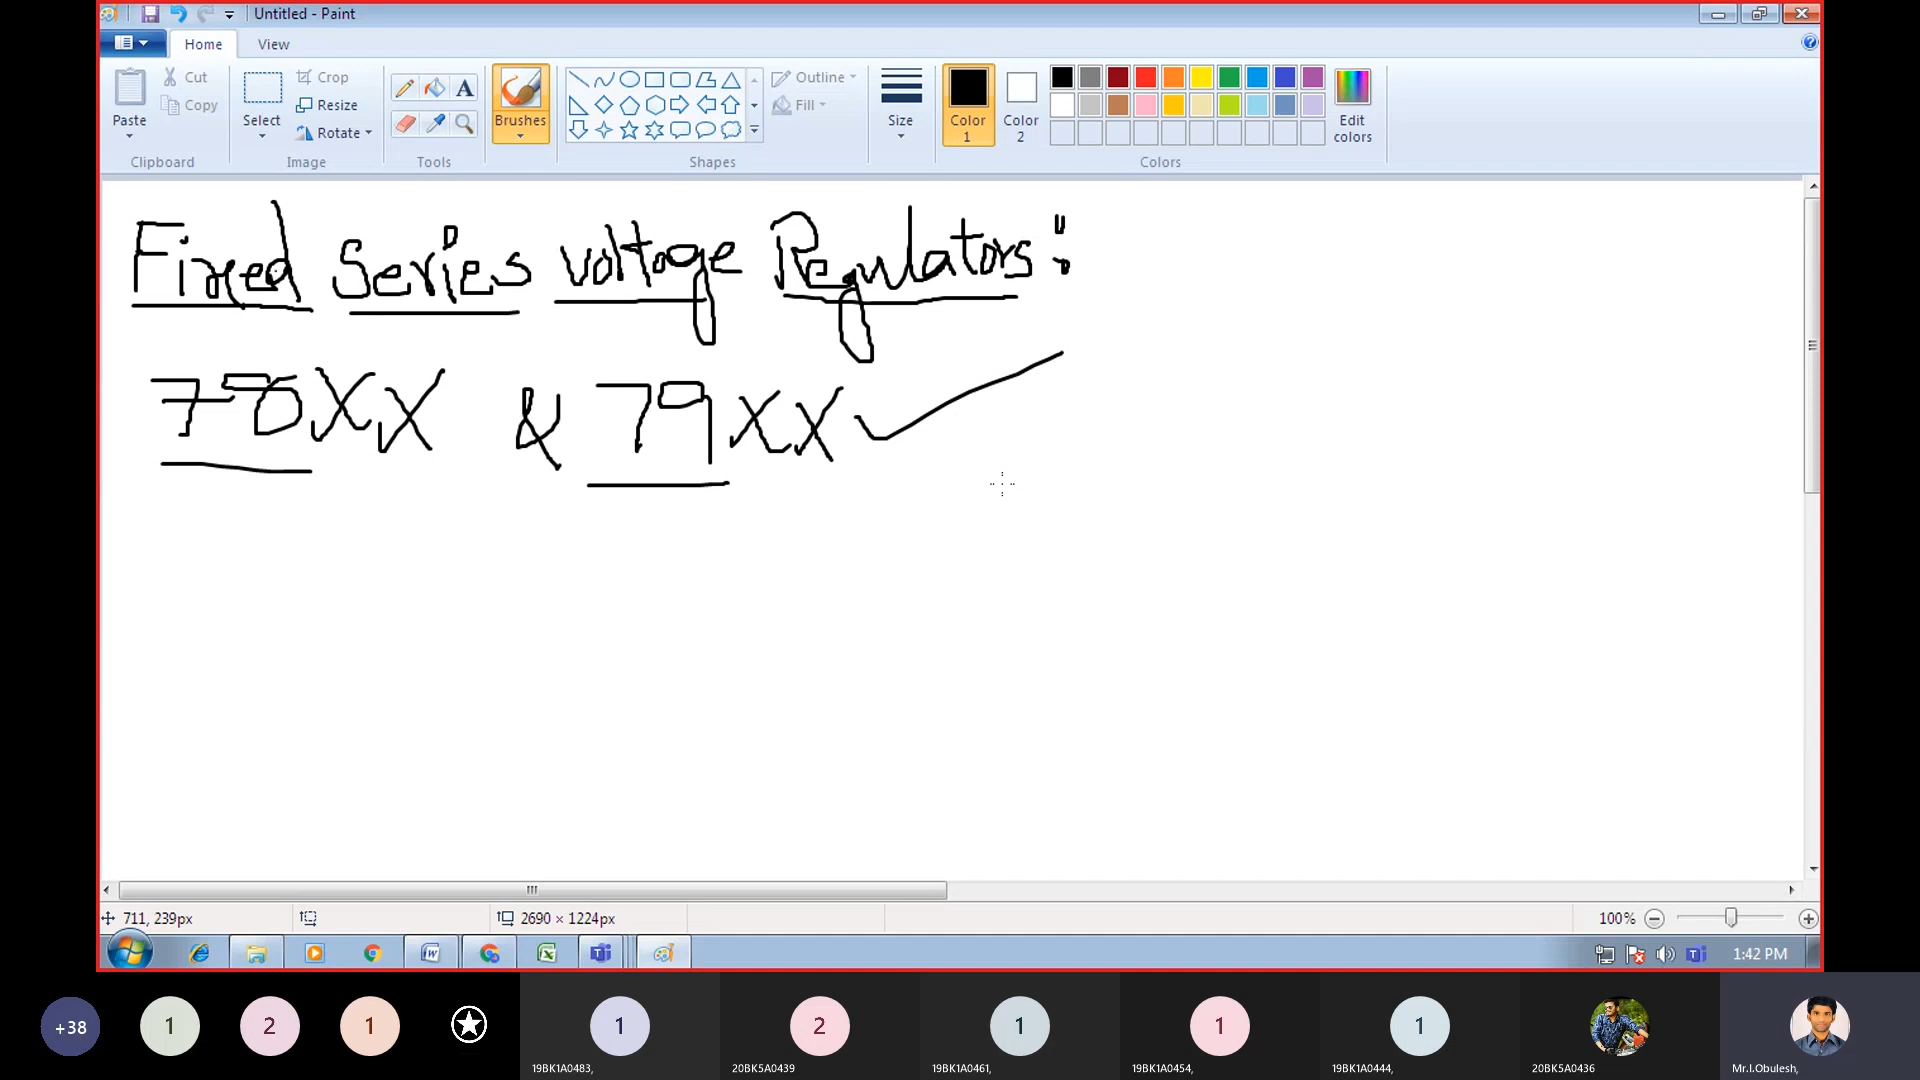 Untitled - Paint
Home View
Cut
Copy
Paste
Clipboard
Select
Crop
Resize
Rotate
Image
Tools
Brushes
Shapes
Outline
Fill
Size
Color 1
Color 2
Edit colors
Colors
Fixed Series voltage Regulators:
78XX & 79XX
711, 239px
2690 × 1224px
100%
1:42 PM
+38
1
2
1
1
2
1
1
1
19BK1A0483,
20BK5A0439
19BK1A0461,
19BK1A0454,
19BK1A0444,
20BK5A0436
Mr.I.Obulesh,